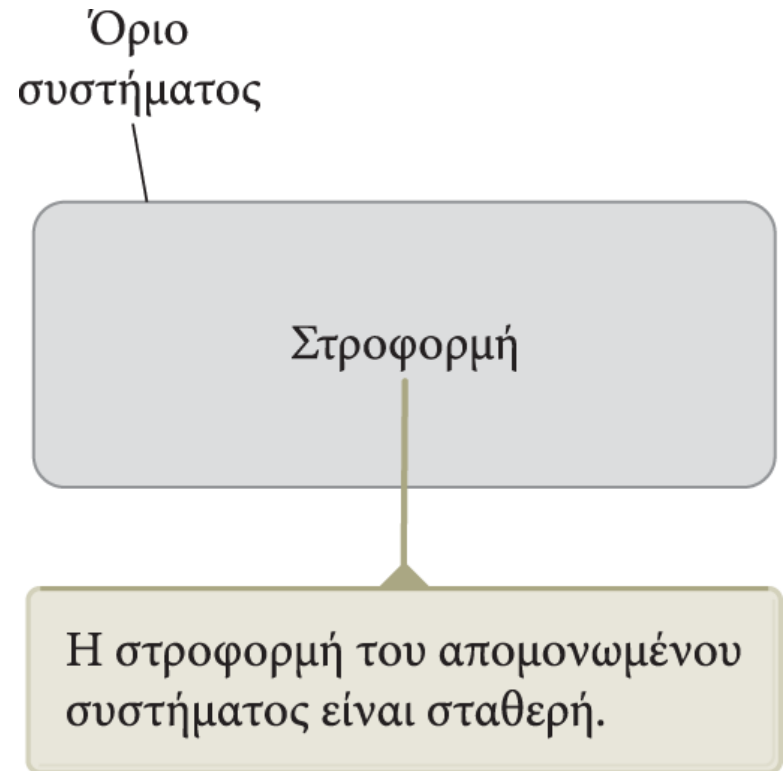 Όριο
συστήματος
Στροφορμή
Η στροφορμή του απομονωμένου
συστήματος είναι σταθερή.